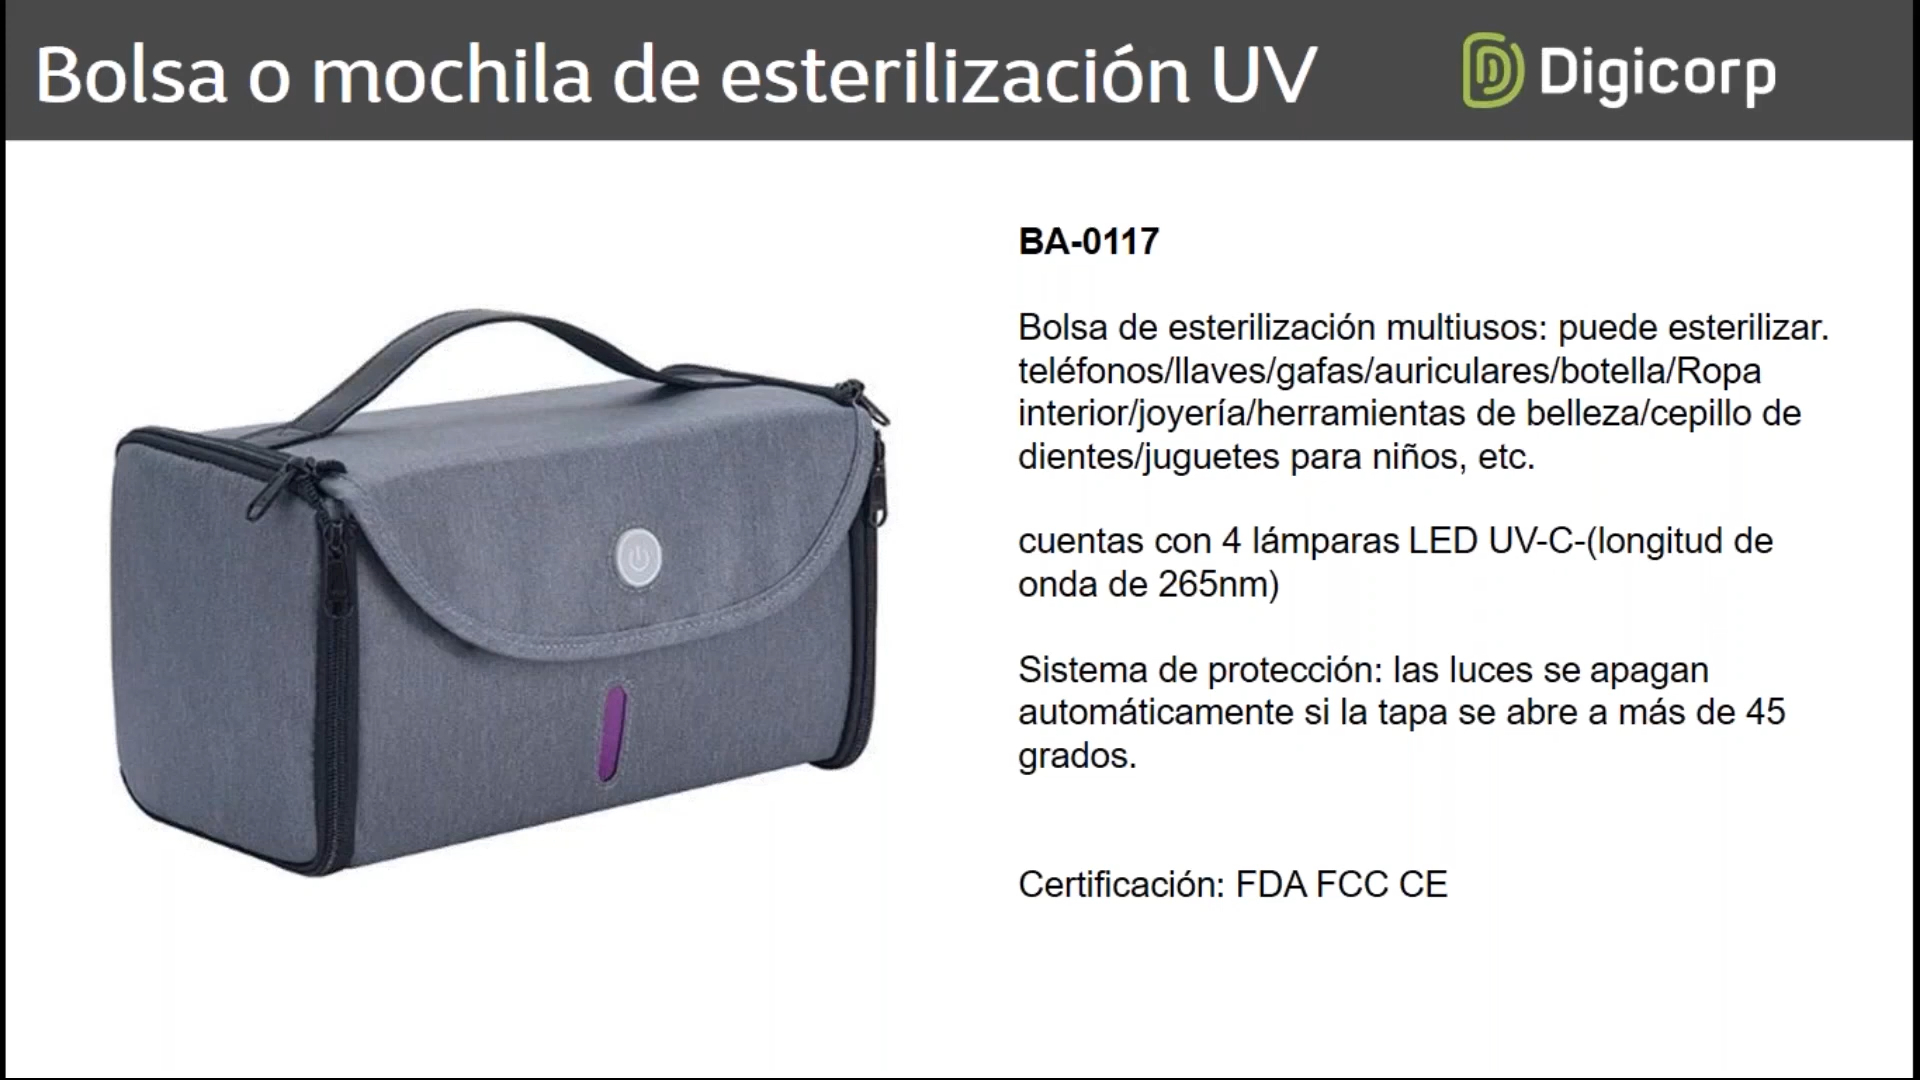 Bolsa o mochila de esterilización UV
Digicorp
BA-0117
Bolsa de esterilización multiusos: puede esterilizar.
teléfonos/llaves/gafas/auriculares/botella/Ropa
interior/joyería/herramientas de belleza/cepillo de
dientes/juguetes para niños, etc.
cuentas con 4 lámparas LED UV-C-(longitud de
onda de 265nm)
Sistema de protección: las luces se apagan
automáticamente si la tapa se abre a más de 45
grados.
Certificación: FDA FCC CE